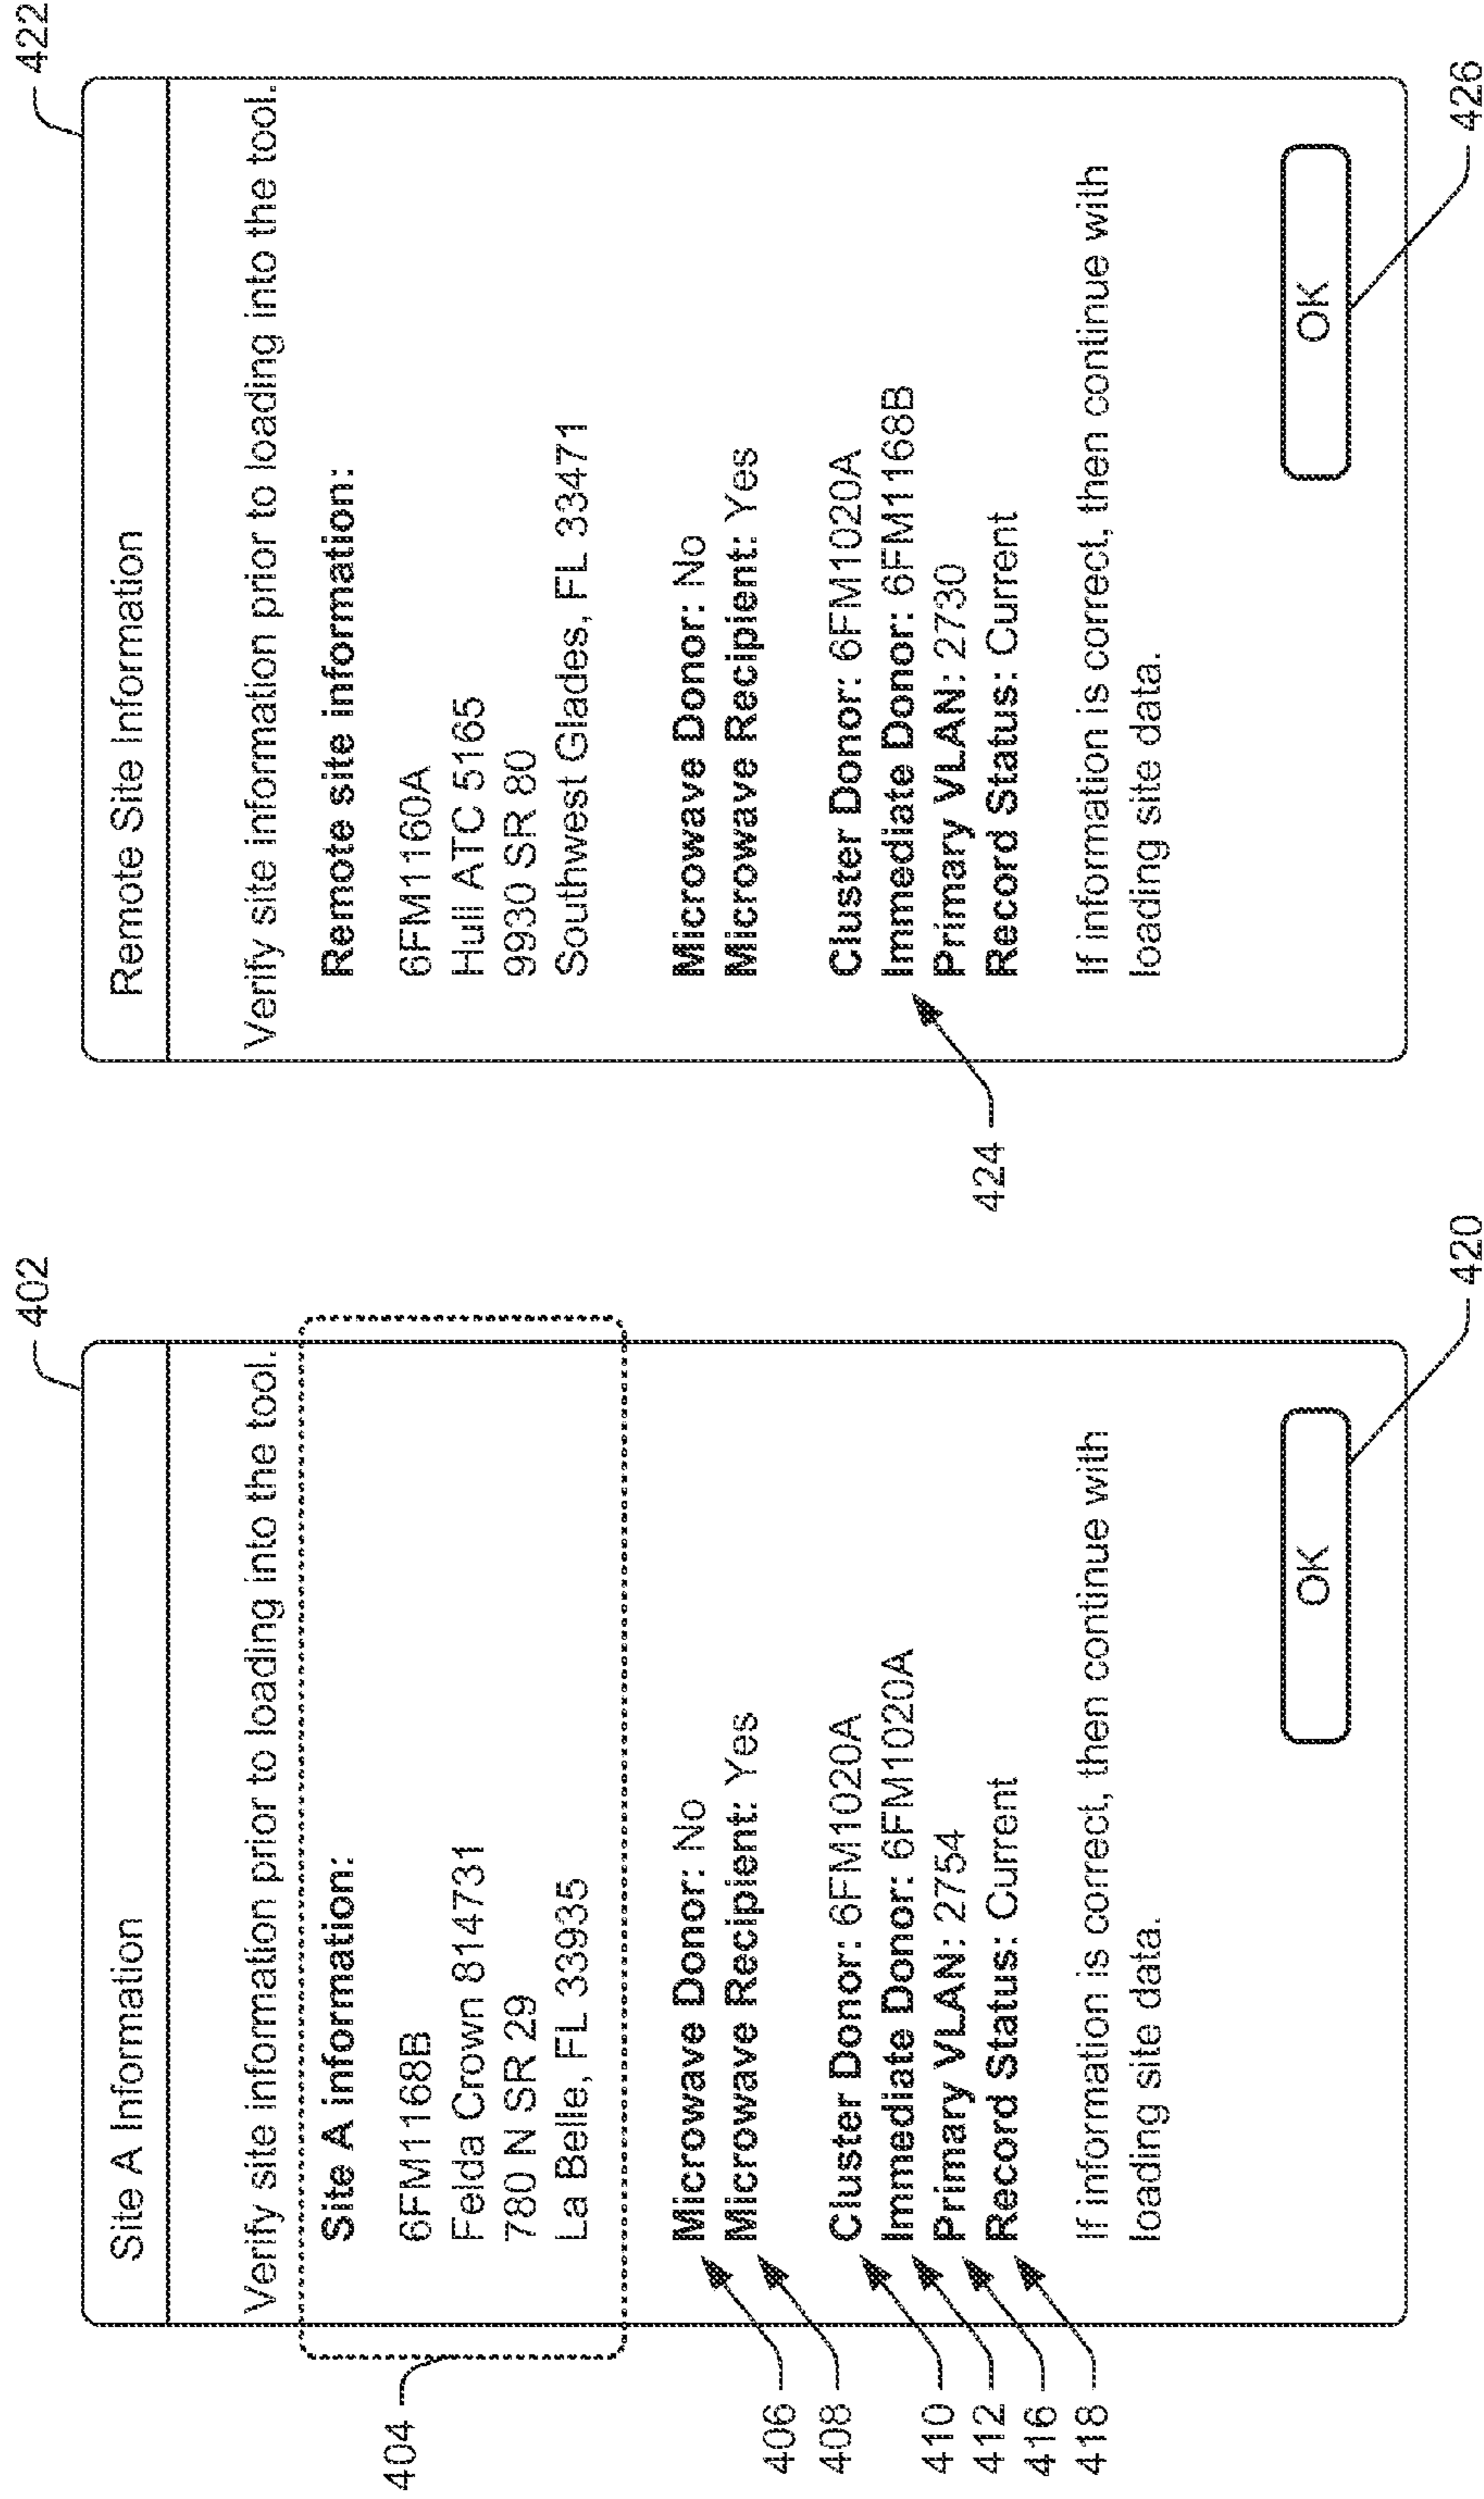 402
Site A Information
Verify site information prior to loading into the tool.
Site A information:
6FM1168B
Felda Crown 814731
780 N SR 29
La Belle, FL 33935
404
Microwave Donor: No
406
Microwave Recipient: Yes
408
Cluster Donor: 6FM1020A
410
Immediate Donor: 6FM1020A
412
Primary VLAN: 2754
416
Record Status: Current
418
If information is correct, then continue with
loading site data.
OK
420
422
Remote Site Information
Verify site information prior to loading into the tool.
Remote site information:
6FM1160A
Hull ATC 5165
9930 SR 80
Southwest Glades, FL 33471
Microwave Donor: No
Microwave Recipient: Yes
Cluster Donor: 6FM1020A
Immediate Donor: 6FM1168B
424
Primary VLAN: 2730
Record Status: Current
If information is correct, then continue with
loading site data.
OK
426